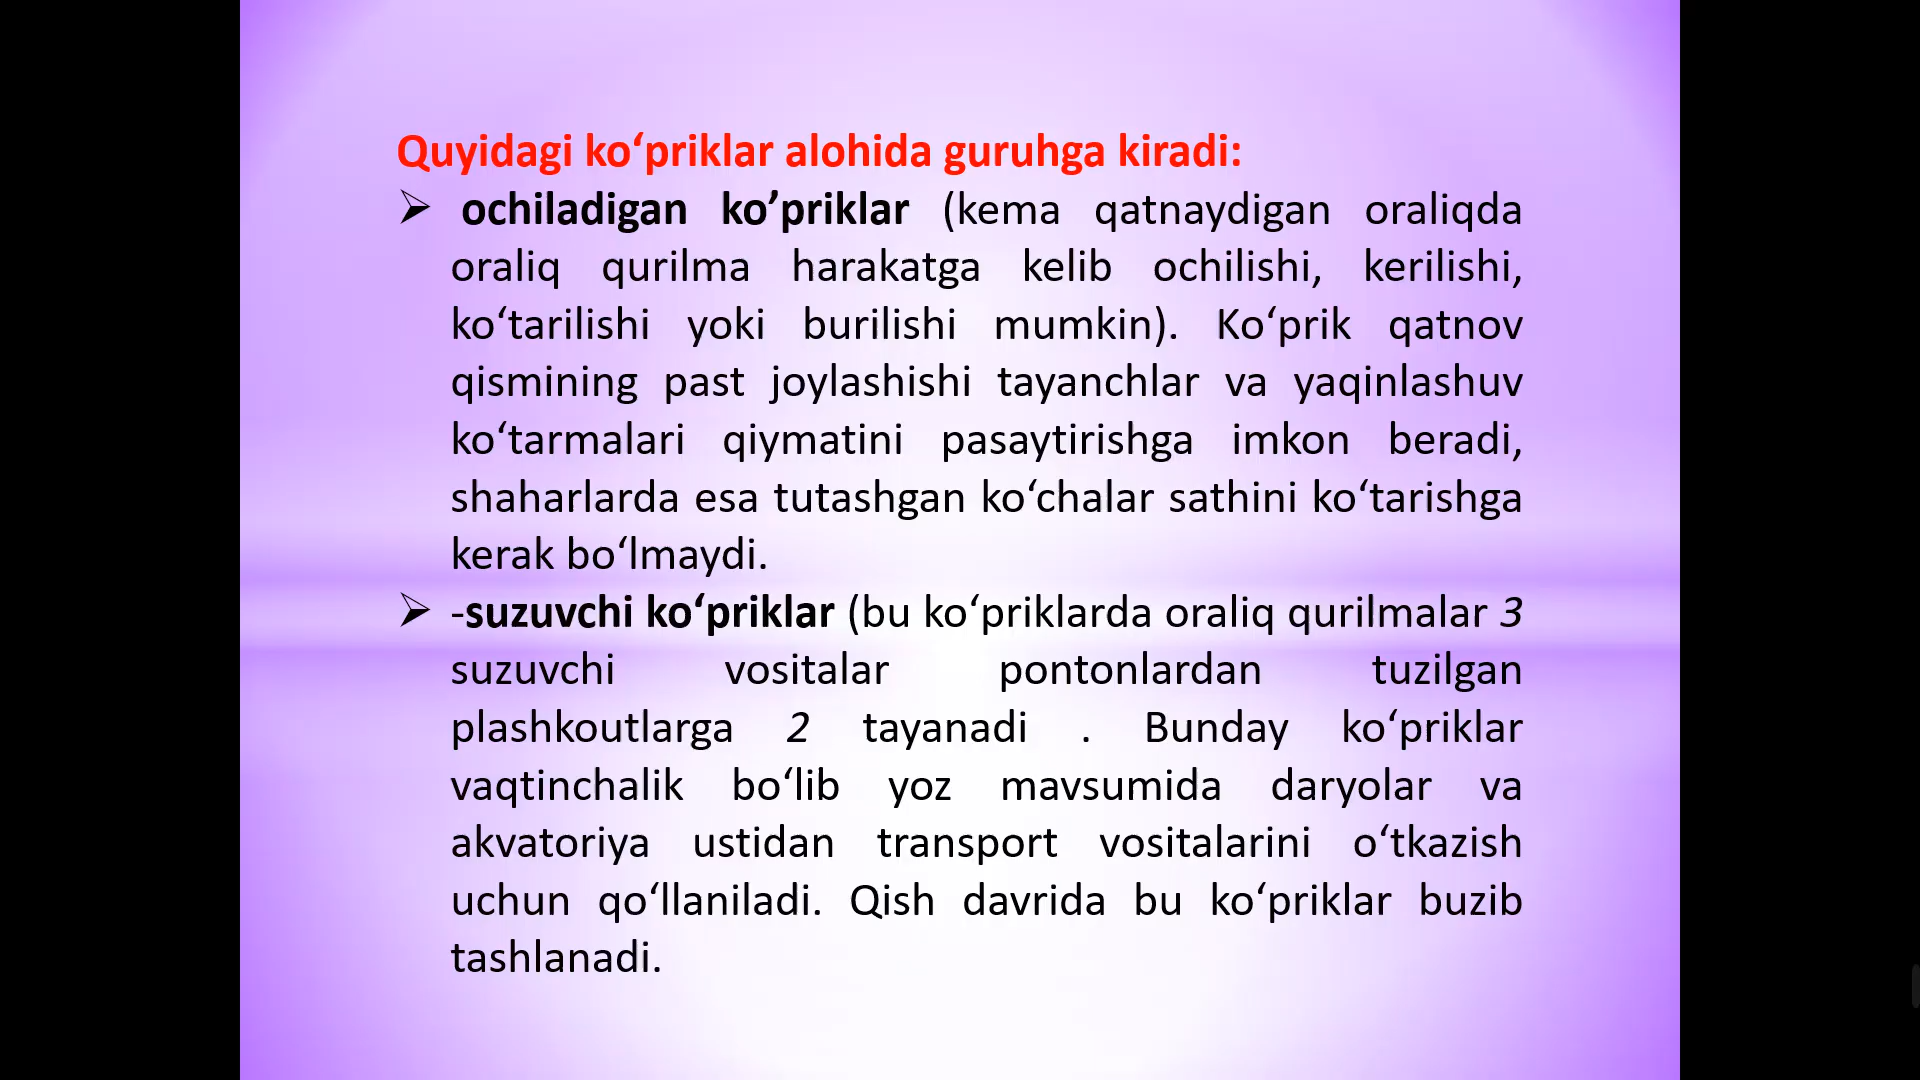 Quyidagi ko‘priklar alohida guruhga kiradi:
➢ ochiladigan ko’priklar (kema qatnaydigan oraliqda
oraliq qurilma harakatga kelib ochilishi, kerilishi,
ko‘tarilishi yoki burilishi mumkin). Ko‘prik qatnov
qismining past joylashishi tayanchlar va yaqinlashuv
ko‘tarmalari qiymatini pasaytirishga imkon beradi,
shaharlarda esa tutashgan ko‘chalar sathini ko‘tarishga
kerak bo‘lmaydi.
➢ -suzuvchi ko‘priklar (bu ko‘priklarda oraliq qurilmalar 3
suzuvchi vositalar pontonlardan tuzilgan
plashkoutlarga 2 tayanadi . Bunday ko‘priklar
vaqtinchalik bo‘lib yoz mavsumida daryolar va
akvatoriya ustidan transport vositalarini o‘tkazish
uchun qo‘llaniladi. Qish davrida bu ko‘priklar buzib
tashlanadi.